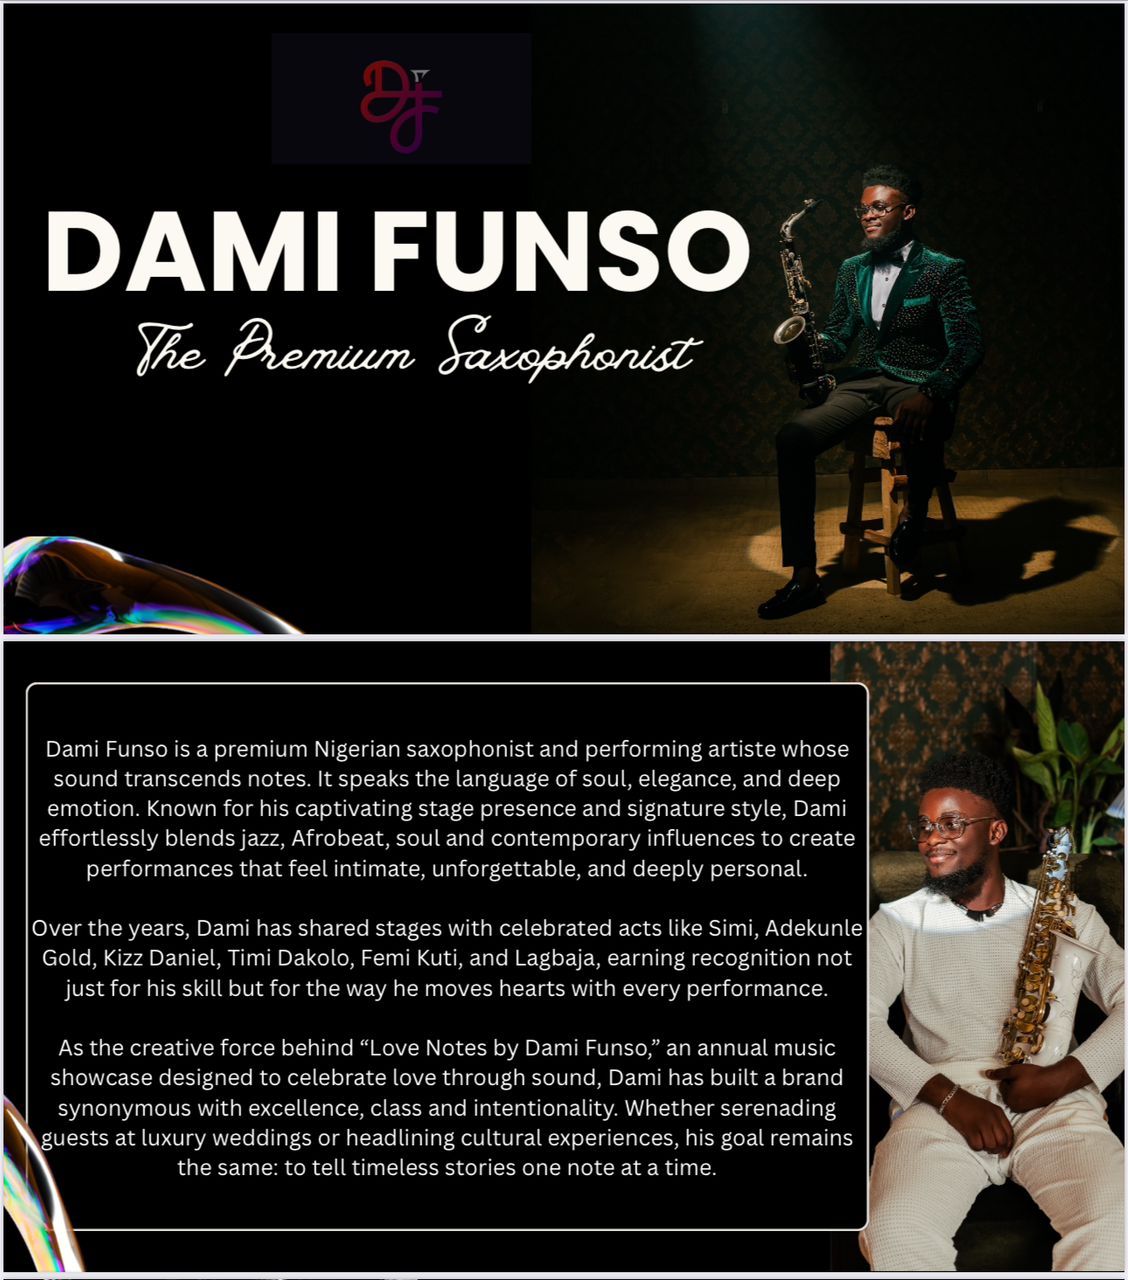 DF
DAMI FUNSO
The Premium Saxophonist
Dami Funso is a premium Nigerian saxophonist and performing artiste whose
sound transcends notes. It speaks the language of soul, elegance, and deep
emotion. Known for his captivating stage presence and signature style, Dami
effortlessly blends jazz, Afrobeat, soul and contemporary influences to create
performances that feel intimate, unforgettable, and deeply personal.
Over the years, Dami has shared stages with celebrated acts like Simi, Adekunle
Gold, Kizz Daniel, Timi Dakolo, Femi Kuti, and Lagbaja, earning recognition not
just for his skill but for the way he moves hearts with every performance.
As the creative force behind “Love Notes by Dami Funso,” an annual music
showcase designed to celebrate love through sound, Dami has built a brand
synonymous with excellence, class and intentionality. Whether serenading
guests at luxury weddings or headlining cultural experiences, his goal remains
the same: to tell timeless stories one note at a time.